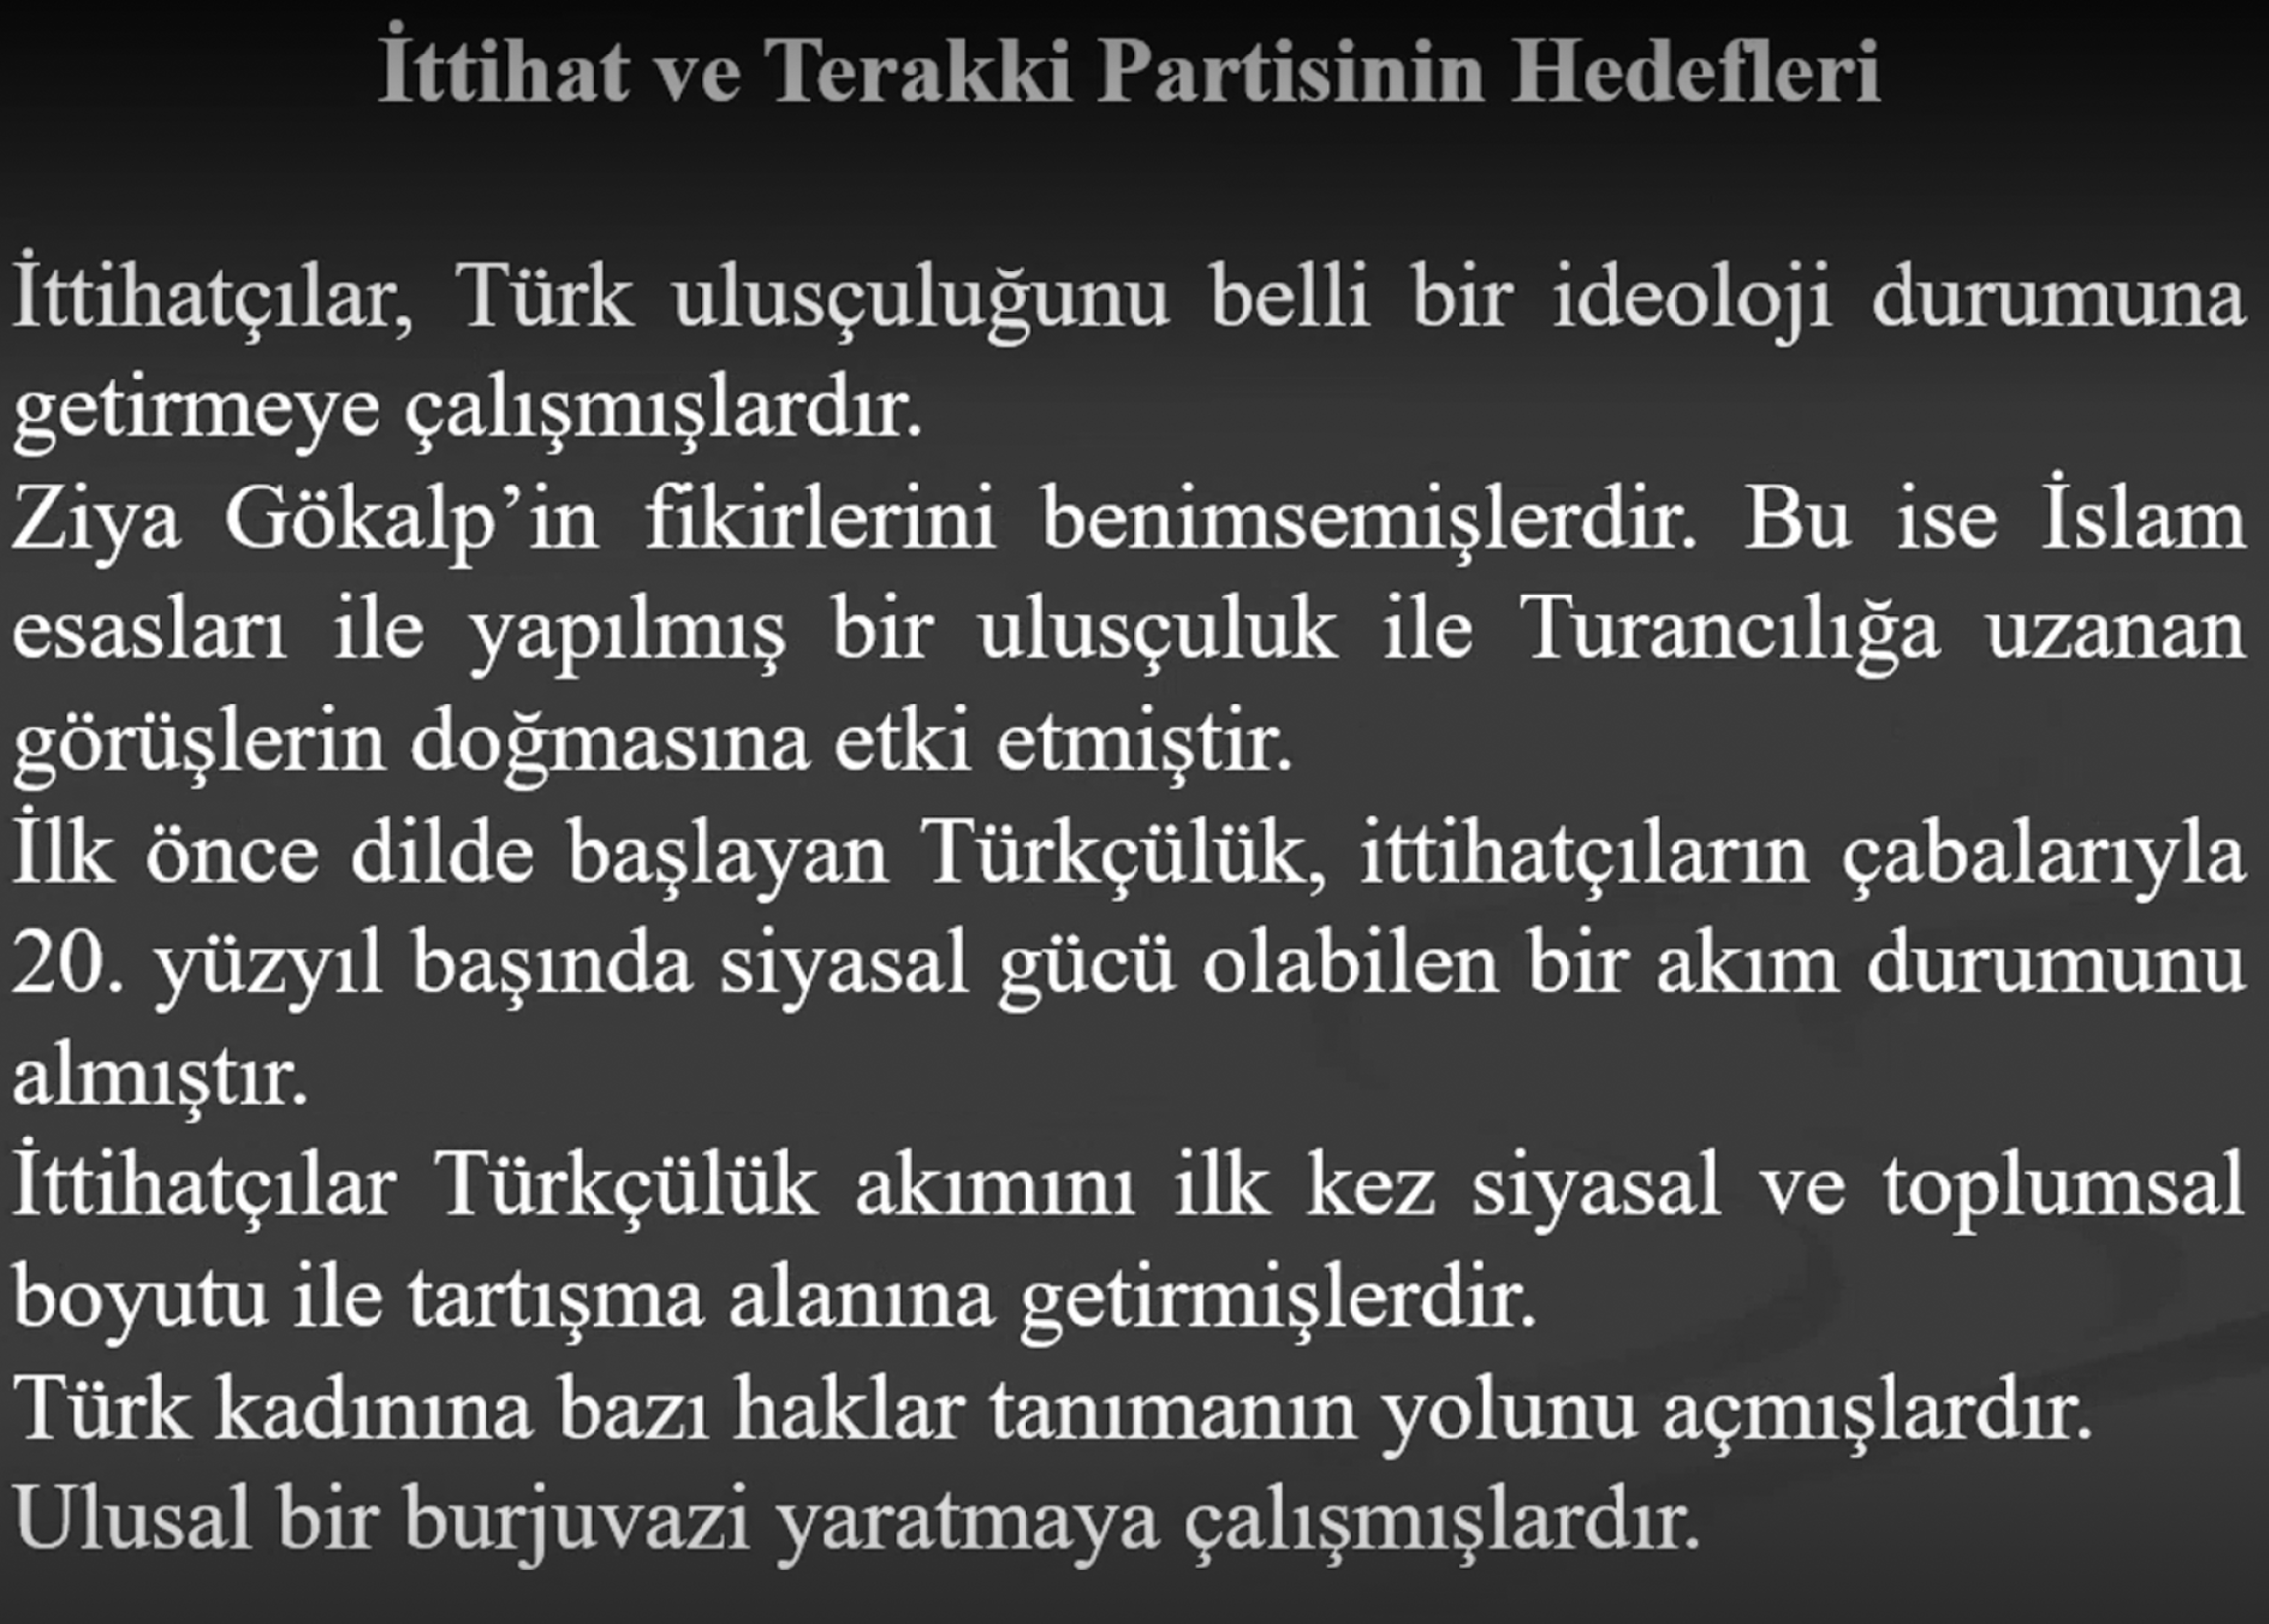 İttihat ve Terakki Partisinin Hedefleri
İttihatçılar, Türk ulusçuluğunu belli bir ideoloji durumuna
getirmeye çalışmışlardır.
Ziya Gökalp’in fikirlerini benimsemişlerdir. Bu ise İslam
esasları ile yapılmış bir ulusçuluk ile Turancılığa uzanan
görüşlerin doğmasına etki etmiştir.
İlk önce dilde başlayan Türkçülük, ittihatçıların çabalarıyla
20. yüzyıl başında siyasal gücü olabilen bir akım durumunu
almıştır.
İttihatçılar Türkçülük akımını ilk kez siyasal ve toplumsal
boyutu ile tartışma alanına getirmişlerdir.
Türk kadınına bazı haklar tanımanın yolunu açmışlardır.
Ulusal bir burjuvazi yaratmaya çalışmışlardır.